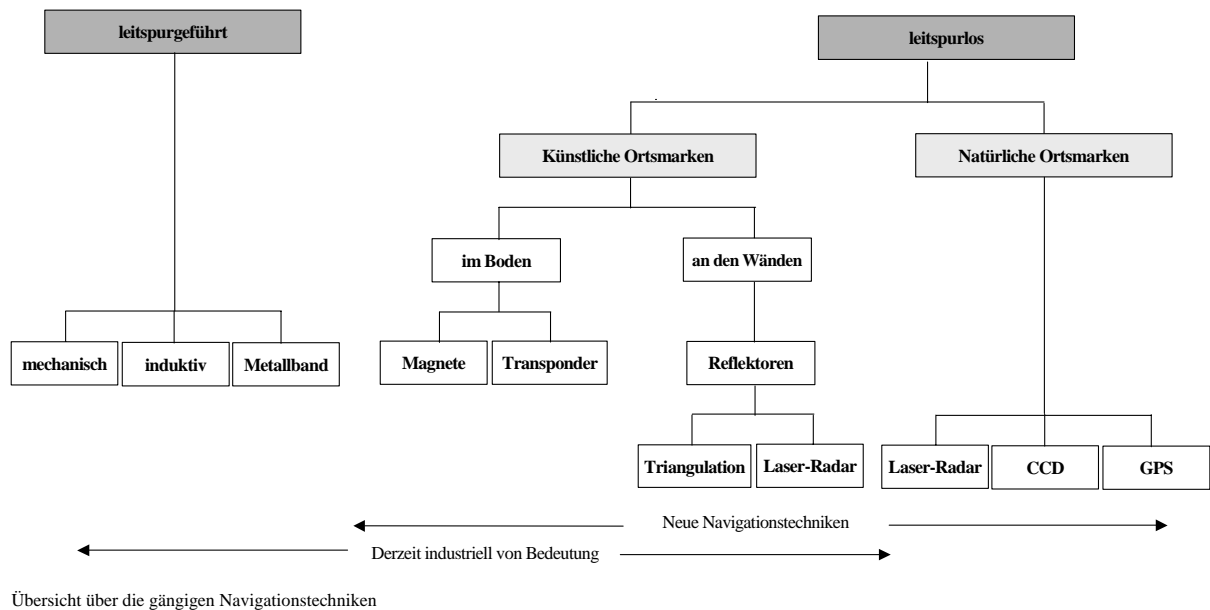 leitspurgeführt
leitspurlos
Künstliche Ortsmarken
Natürliche Ortsmarken
im Boden
an den Wänden
mechanisch
induktiv
Metallband
Magnete
Transponder
Reflektoren
Triangulation
Laser-Radar
Laser-Radar
CCD
GPS
Neue Navigationstechniken
Derzeit industriell von Bedeutung
Übersicht über die gängigen Navigationstechniken